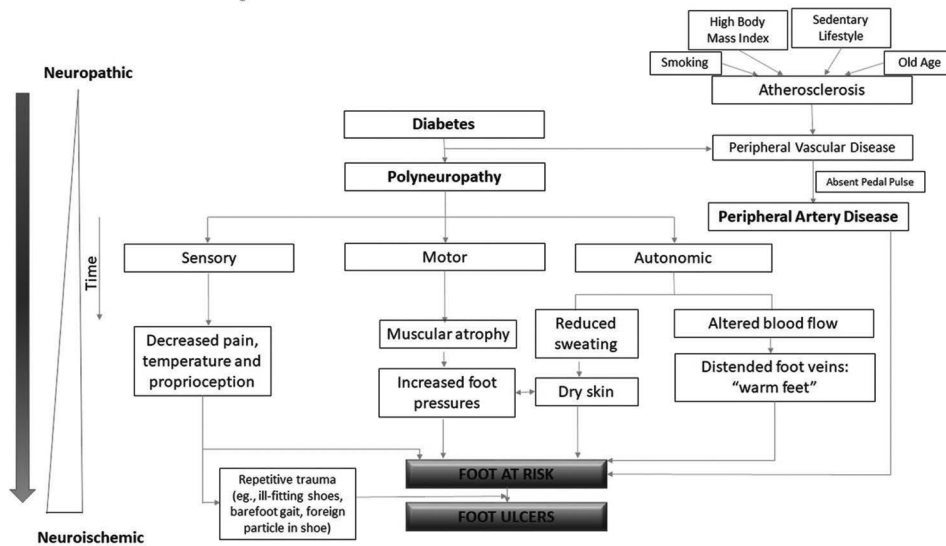 High Body
Mass Index
Sedentary
Lifestyle
Smoking
Old Age
Neuropathic
Atherosclerosis
Diabetes
Peripheral Vascular Disease
Polyneuropathy
Absent Pedal Pulse
Peripheral Artery Disease
Time
Sensory
Motor
Autonomic
Decreased pain,
temperature and
proprioception
Muscular atrophy
Reduced
sweating
Altered blood flow
Increased foot
pressures
Dry skin
Distended foot veins:
“warm feet”
FOOT AT RISK
Repetitive trauma
(eg., ill-fitting shoes,
barefoot gait, foreign
particle in shoe)
FOOT ULCERS
Neuroischemic